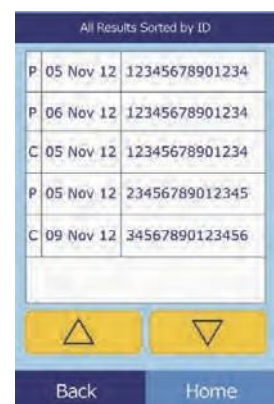 All Results Sorted by ID
P 05 Nov 12 12345678901234
P 06 Nov 12 12345678901234
C 05 Nov 12 12345678901234
P 05 Nov 12 23456789012345
C 09 Nov 12 34567890123456
Back Home